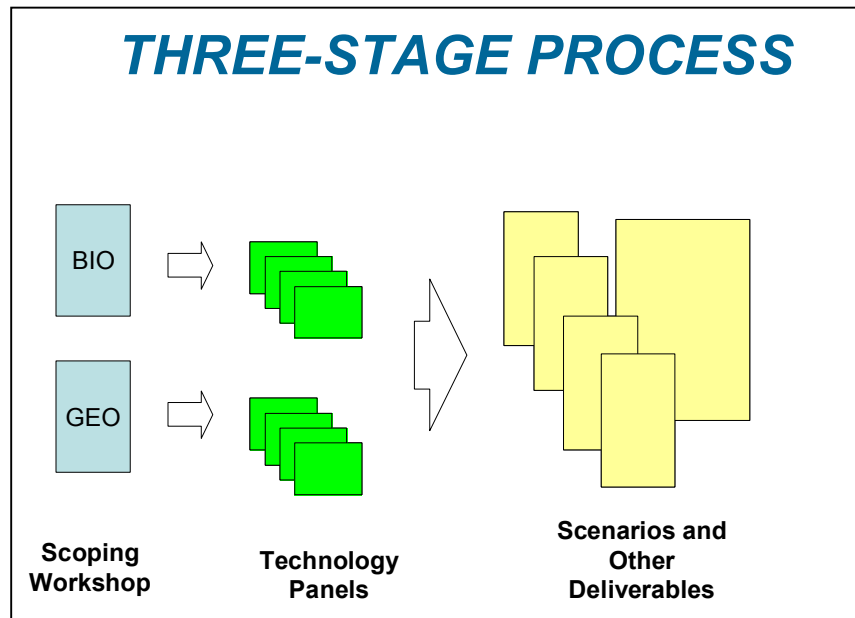 THREE-STAGE PROCESS
BIO
GEO
Scoping
Workshop
Technology
Panels
Scenarios and
Other
Deliverables